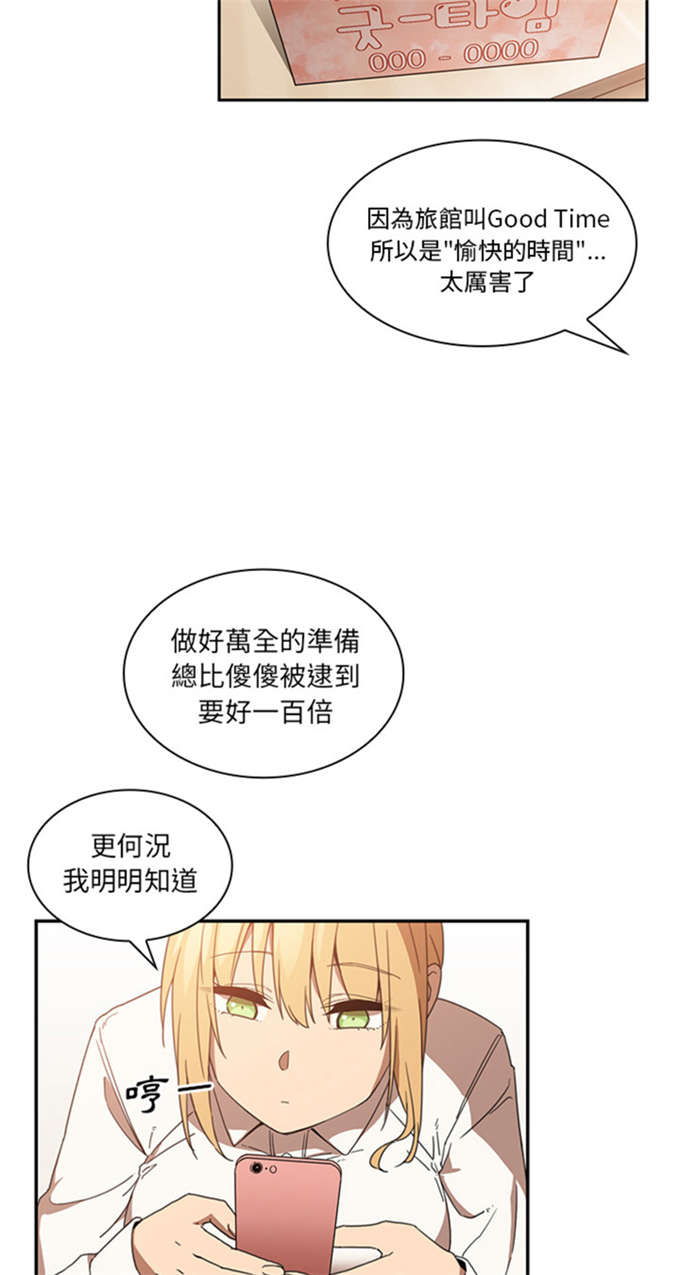 굿-타임
000 - 0000
因為旅館叫Good Time
所以是"愉快的時間"...
太厲害了
做好萬全的準備
總比傻傻被逮到
要好一百倍
更何況
我明明知道
哼一